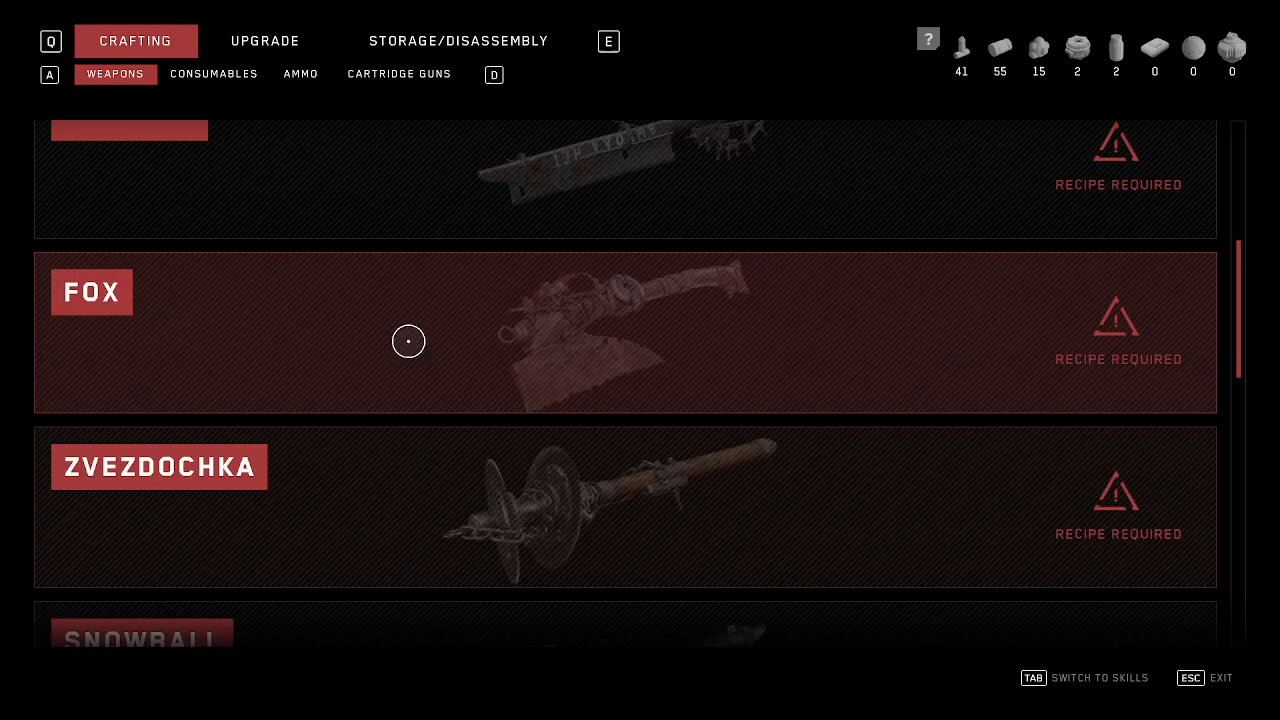 Q CRAFTING UPGRADE STORAGE/DISASSEMBLY E ?
A WEAPONS CONSUMABLES AMMO CARTRIDGE GUNS D
41 55 15 2 2 0 0 0
RECIPE REQUIRED
FOX
RECIPE REQUIRED
ZVEZDOCHKA
RECIPE REQUIRED
SNOWBALL
TAB SWITCH TO SKILLS ESC EXIT